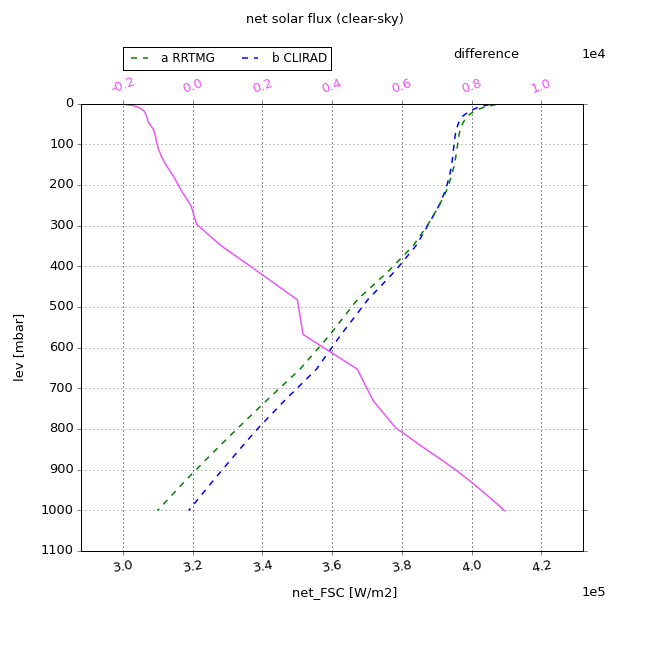 net solar flux (clear-sky)
a RRTMG b CLIRAD
difference 1e4
-0.2 0.0 0.2 0.4 0.6 0.8 1.0
0
100
200
300
400
500
600
700
800
900
1000
1100
lev [mbar]
3.0 3.2 3.4 3.6 3.8 4.0 4.2
net_FSC [W/m2] 1e5